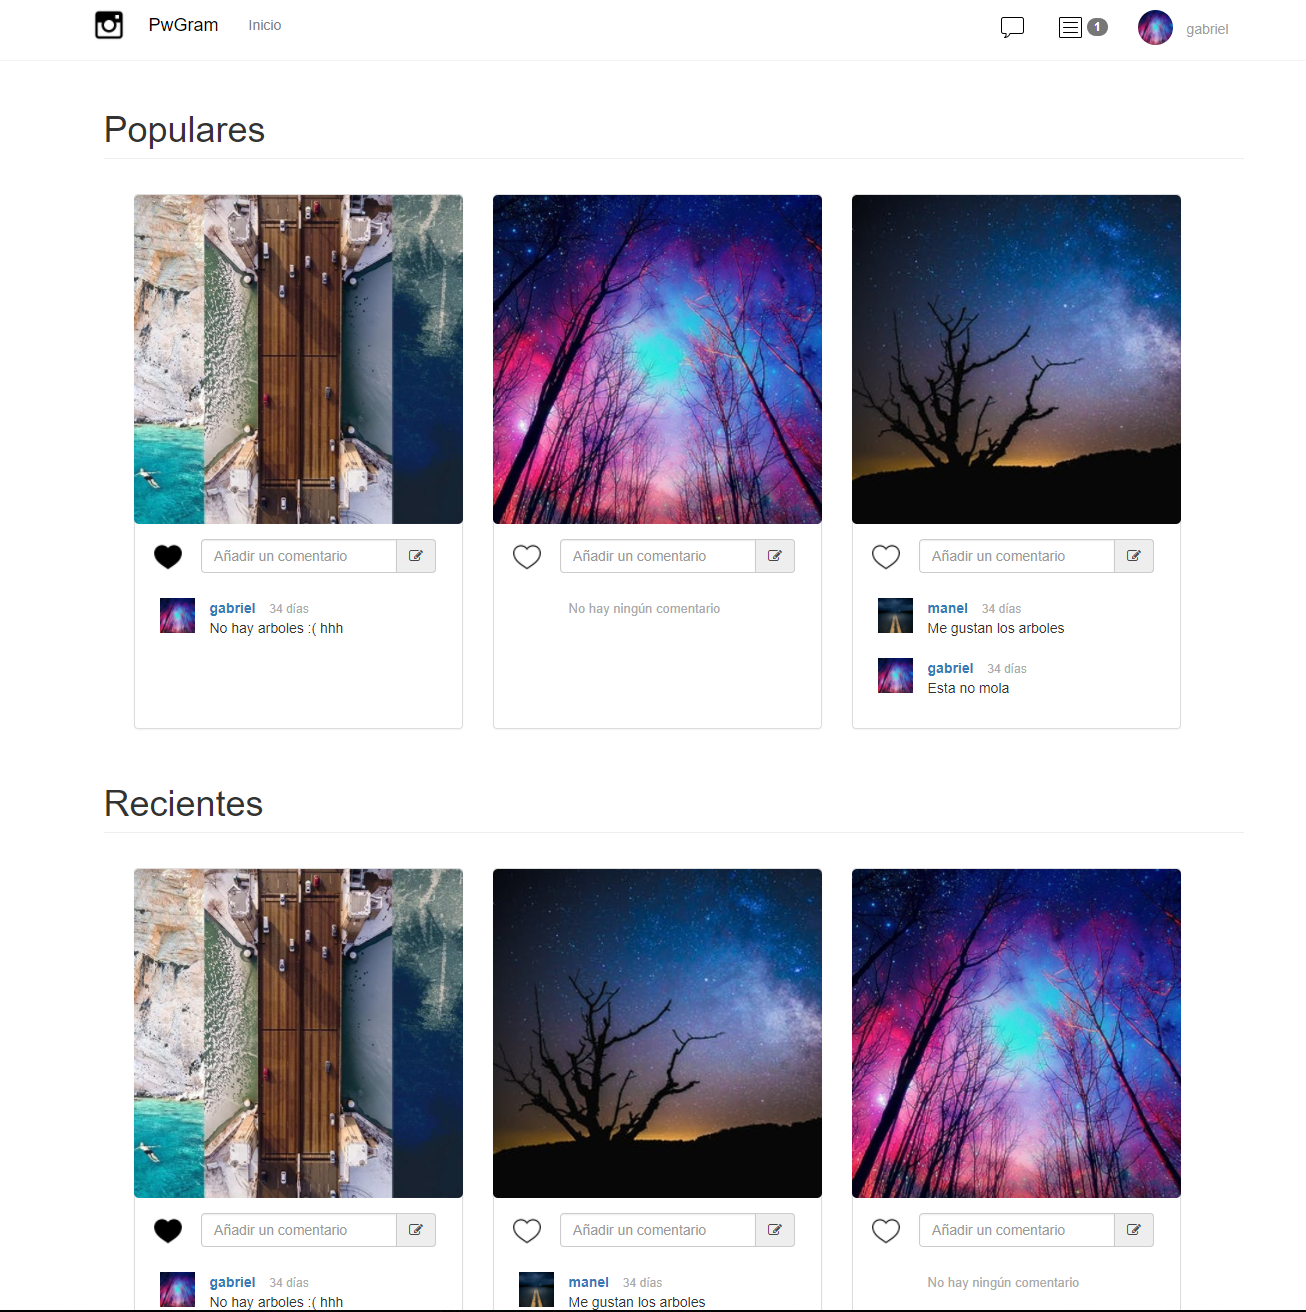 PwGram Inicio 1 gabriel
Populares
Añadir un comentario Añadir un comentario Añadir un comentario
gabriel 34 días
No hay arboles :( hhh
No hay ningún comentario
manel 34 días
Me gustan los arboles
gabriel 34 días
Esta no mola
Recientes
Añadir un comentario Añadir un comentario Añadir un comentario
gabriel 34 días
No hay arboles :( hhh
manel 34 días
Me gustan los arboles
No hay ningún comentario